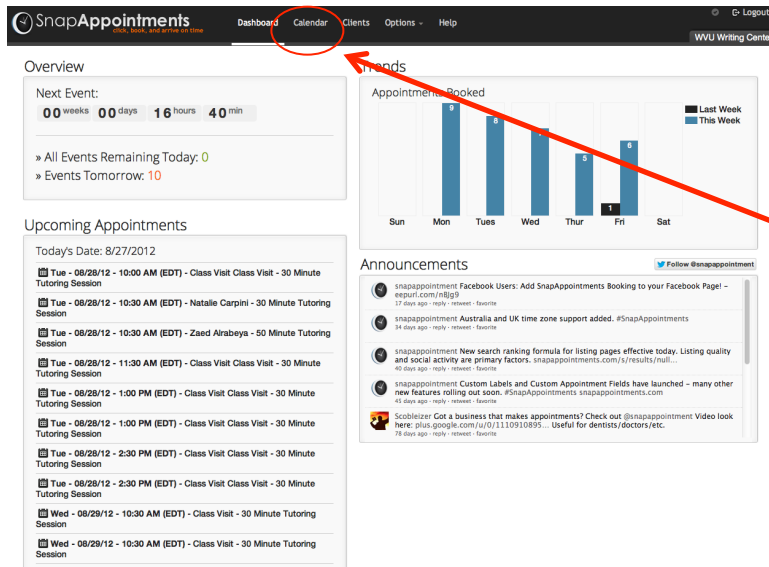 SnapAppointments
click, book, and arrive on time
Dashboard Calendar Clients Options Help
Logout
WVU Writing Cente
Overview
Next Event:
00 weeks 00 days 16 hours 40 min
» All Events Remaining Today: 0
» Events Tomorrow: 10
Upcoming Appointments
Today's Date: 8/27/2012
Tue - 08/28/12 - 10:00 AM (EDT) - Class Visit Class Visit - 30 Minute
Tutoring Session
Tue - 08/28/12 - 10:30 AM (EDT) - Natalie Carpini - 30 Minute Tutoring
Session
Tue - 08/28/12 - 10:30 AM (EDT) - Zaed Alrabeya - 50 Minute Tutoring
Session
Tue - 08/28/12 - 11:30 AM (EDT) - Class Visit Class Visit - 30 Minute
Tutoring Session
Tue - 08/28/12 - 1:00 PM (EDT) - Class Visit Class Visit - 30 Minute
Tutoring Session
Tue - 08/28/12 - 1:00 PM (EDT) - Class Visit Class Visit - 30 Minute
Tutoring Session
Tue - 08/28/12 - 2:30 PM (EDT) - Class Visit Class Visit - 30 Minute
Tutoring Session
Tue - 08/28/12 - 2:30 PM (EDT) - Class Visit Class Visit - 30 Minute
Tutoring Session
Wed - 08/29/12 - 10:30 AM (EDT) - Class Visit - 30 Minute Tutoring
Session
Wed - 08/29/12 - 10:30 AM (EDT) - Class Visit - 30 Minute Tutoring
Session
Trends
Appointments Booked
Last Week
This Week
9
8
6
5
1
Sun Mon Tues Wed Thur Fri Sat
Announcements
Follow @snapappointment
snapappointment Facebook Users: Add SnapAppointments Booking to your Facebook Page! –
eepurl.com/n8Jg9
17 days ago · reply · retweet · favorite
snapappointment Australia and UK time zone support added. #SnapAppointments
34 days ago · reply · retweet · favorite
snapappointment New search ranking formula for listing pages effective today. Listing quality
and social activity are primary factors. snapappointments.com/s/results/null...
40 days ago · reply · retweet · favorite
snapappointment Custom Labels and Custom Appointment Fields have launched – many other
new features rolling out soon. #SnapAppointments snapappointments.com
45 days ago · reply · retweet · favorite
Scobleizer Got a business that makes appointments? Check out @snapappointment Video look
here: plus.google.com/u/0/1110910895... Useful for dentists/doctors/etc.
78 days ago · reply · retweet · favorite